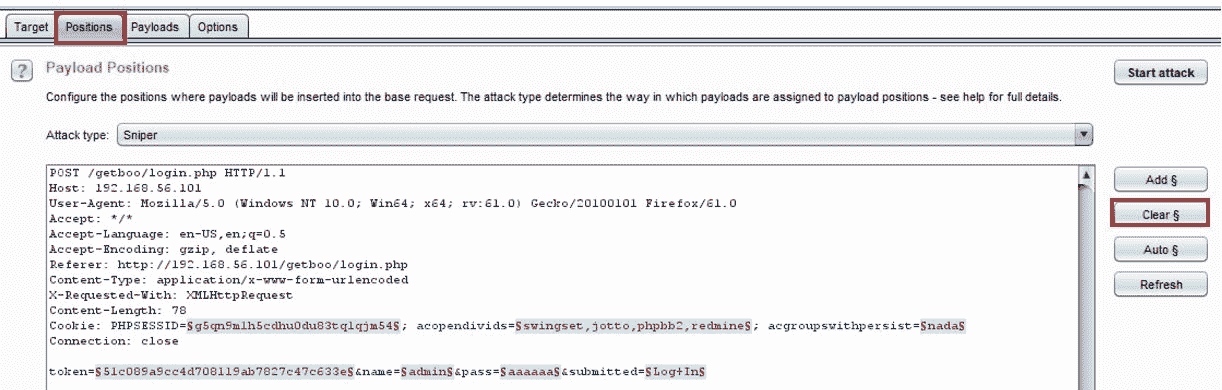 Target Positions Payloads Options
? Payload Positions
Start attack
Configure the positions where payloads will be inserted into the base request. The attack type determines the way in which payloads are assigned to payload positions - see help for full details.
Attack type: Sniper
POST /getboo/login.php HTTP/1.1
Host: 192.168.56.101
User-Agent: Mozilla/5.0 (Windows NT 10.0; Win64; x64; rv:61.0) Gecko/20100101 Firefox/61.0
Accept: */*
Accept-Language: en-US,en;q=0.5
Accept-Encoding: gzip, deflate
Referer: http://192.168.56.101/getboo/login.php
Content-Type: application/x-www-form-urlencoded
X-Requested-With: XMLHttpRequest
Content-Length: 78
Cookie: PHPSESSID=§g5qn9m1h5cdhu0du83tqlqjm54§; acopendivids=§swingset,jotto,phpbb2,redmine§; acgroupswithpersist=§nada§
Connection: close
token=§51c089a9cc4d708119ab7827c47c633e§&name=§admin§&pass=§aaaaaa§&submitted=§Log+In§
Add §
Clear §
Auto §
Refresh